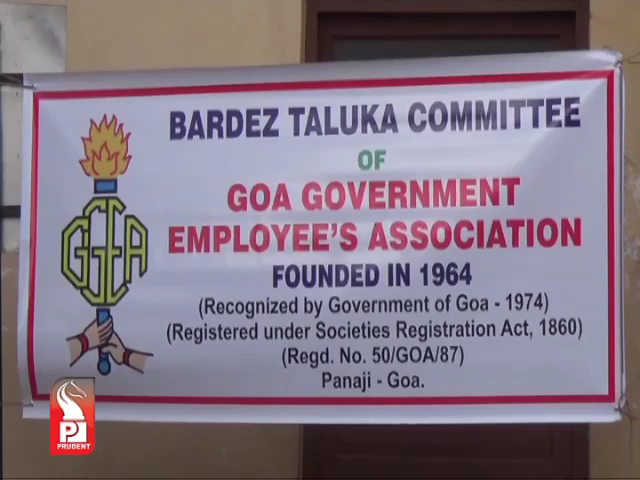 BARDEZ TALUKA COMMITTEE
OF
GOA GOVERNMENT
EMPLOYEE'S ASSOCIATION
FOUNDED IN 1964
(Recognized by Government of Goa - 1974)
(Registered under Societies Registration Act, 1860)
(Regd. No. 50/GOA/87)
Panaji - Goa.
GGEA
P
PRUDENT